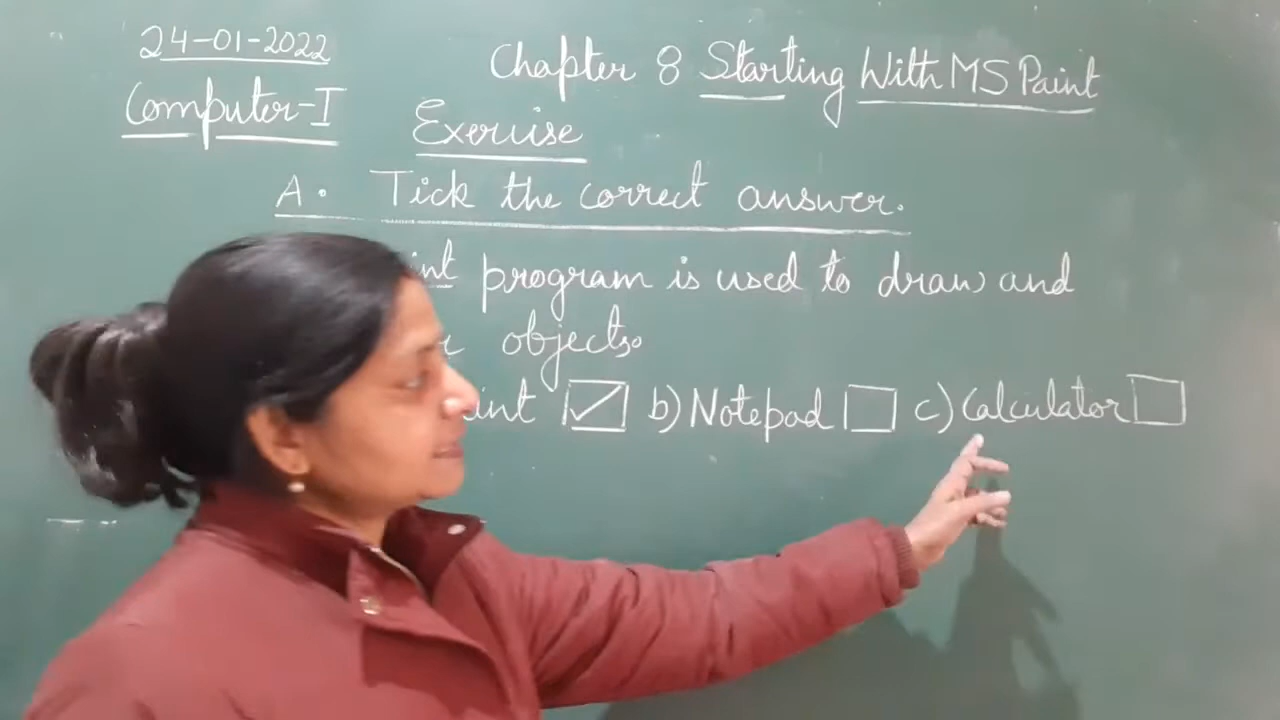 24-01-2022
Chapter 8 Starting With MS Paint
Computer-I
Exercise
A. Tick the correct answer.
program is used to draw and
objects.
b) Notepad c) Calculator